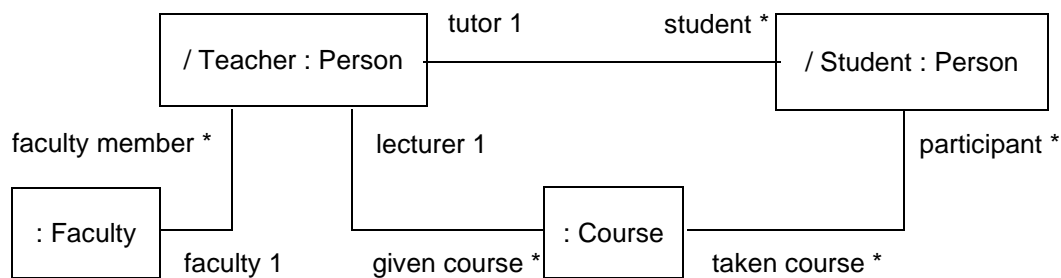 tutor 1
student *
/ Teacher : Person
/ Student : Person
faculty member *
lecturer 1
participant *
: Faculty
: Course
faculty 1
given course *
taken course *